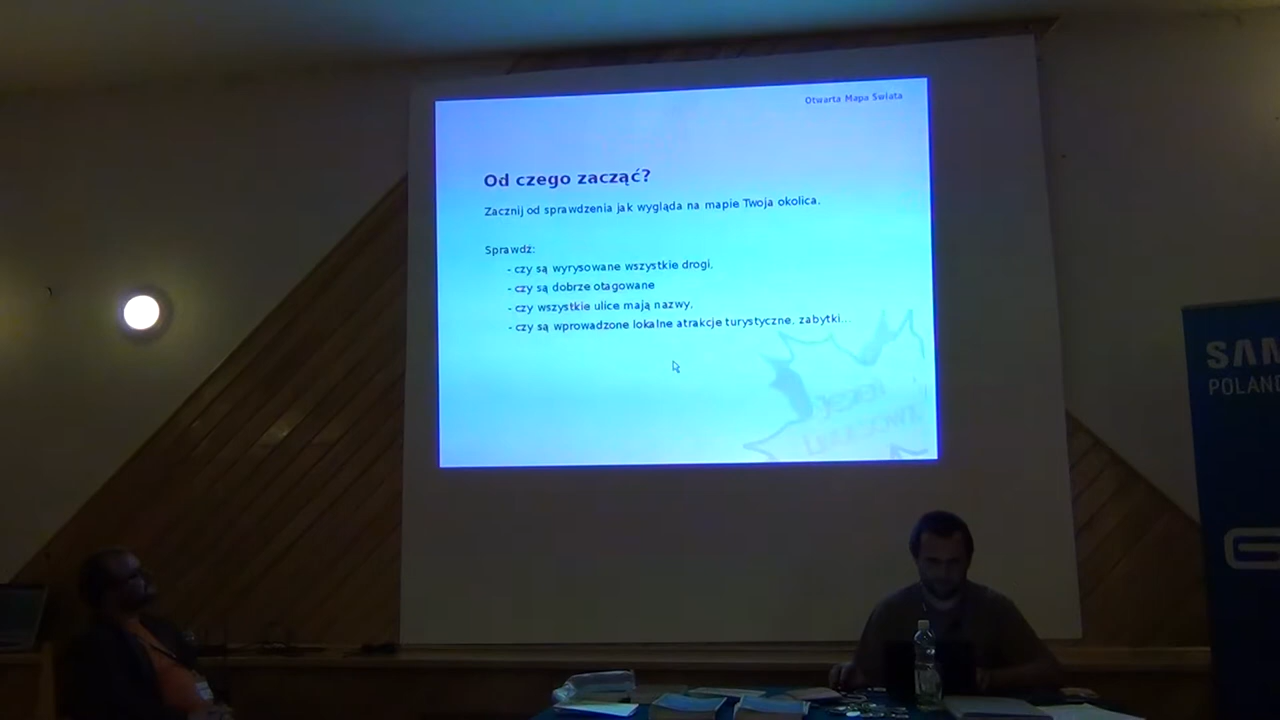 Otwarta Mapa Świata
Od czego zacząć?
Zacznij od sprawdzenia jak wygląda na mapie Twoja okolica.
Sprawdź:
- czy są wyrysowane wszystkie drogi,
- czy są dobrze otagowane
- czy wszystkie ulice mają nazwy,
- czy są wprowadzone lokalne atrakcje turystyczne, zabytki...
SAM
POLAND